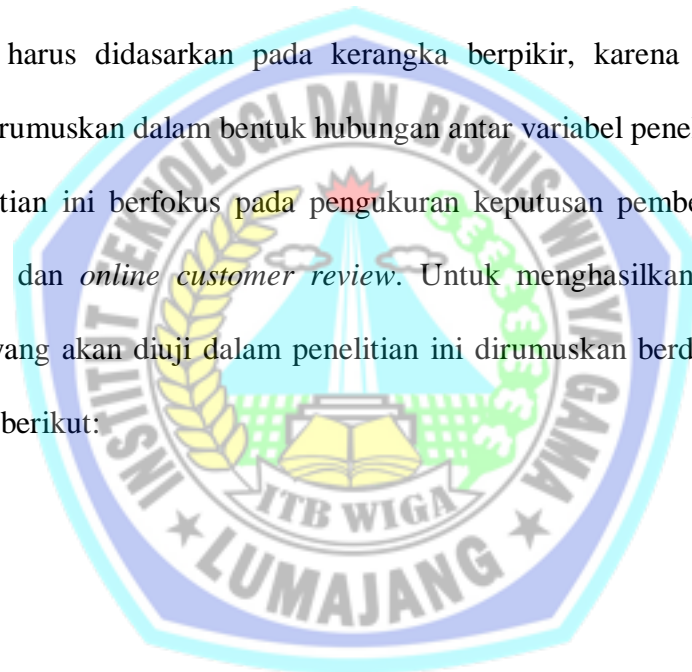 harus didasarkan pada kerangka berpikir, karena
rumuskan dalam bentuk hubungan antar variabel pene
tian ini berfokus pada pengukuran keputusan pembe
dan online customer review. Untuk menghasilkan
yang akan diuji dalam penelitian ini dirumuskan berd
berikut:
INSTITUT TEKNOLOGI DAN BISNIS WIDYA GAMA
ITB WIGA
LUMAJANG